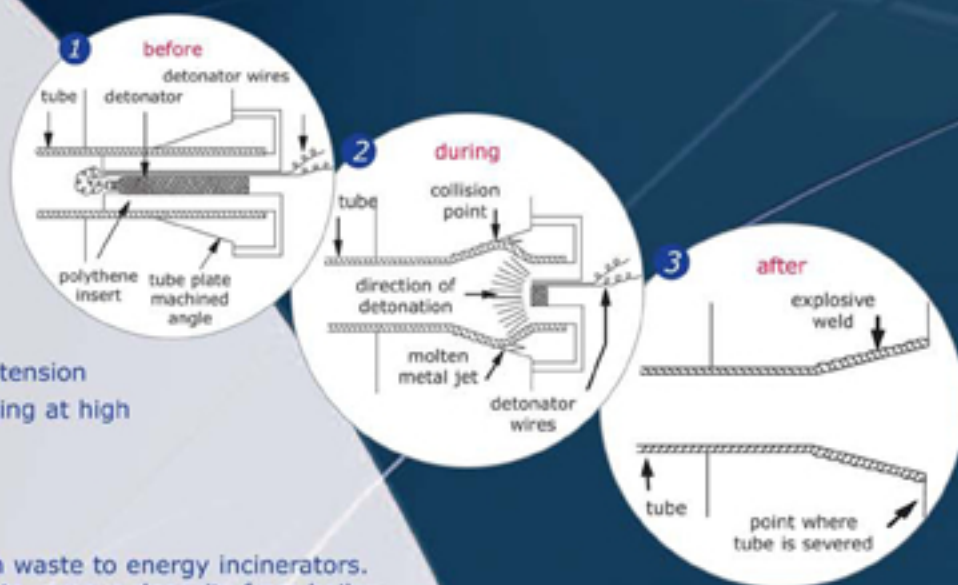 1
before
detonator wires
tube
detonator
polythene
insert
tube plate
machined
angle
2
during
collision
point
tube
direction of
detonation
molten
metal jet
detonator
wires
3
after
explosive
weld
tube
point where
tube is severed
tension
ing at high
waste to energy incinerators.